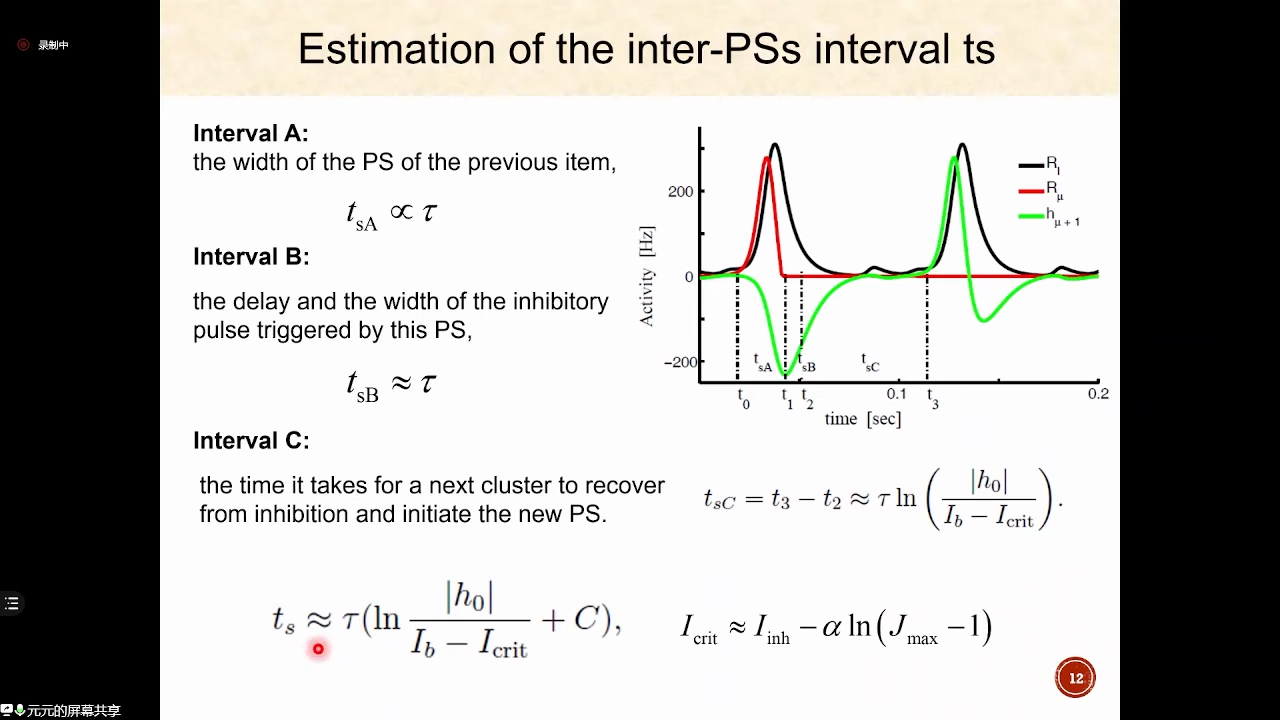 录制中
Estimation of the inter-PSs interval ts
Interval A:
the width of the PS of the previous item,
t_sA ∝ τ
Interval B:
the delay and the width of the inhibitory
pulse triggered by this PS,
t_sB ≈ τ
Interval C:
the time it takes for a next cluster to recover
from inhibition and initiate the new PS.
Activity [Hz]
200
0
−200
R_I
R_μ
h_μ + 1
t_sA
t_sB
t_sC
t_0
t_1
t_2
0.1
t_3
0.2
time [sec]
t_sC = t_3 − t_2 ≈ τ ln ( |h_0| / (I_b − I_crit) ).
t_s ≈ τ(ln |h_0| / (I_b − I_crit) + C),
I_crit ≈ I_inh − α ln(J_max − 1)
12
元元的屏幕共享